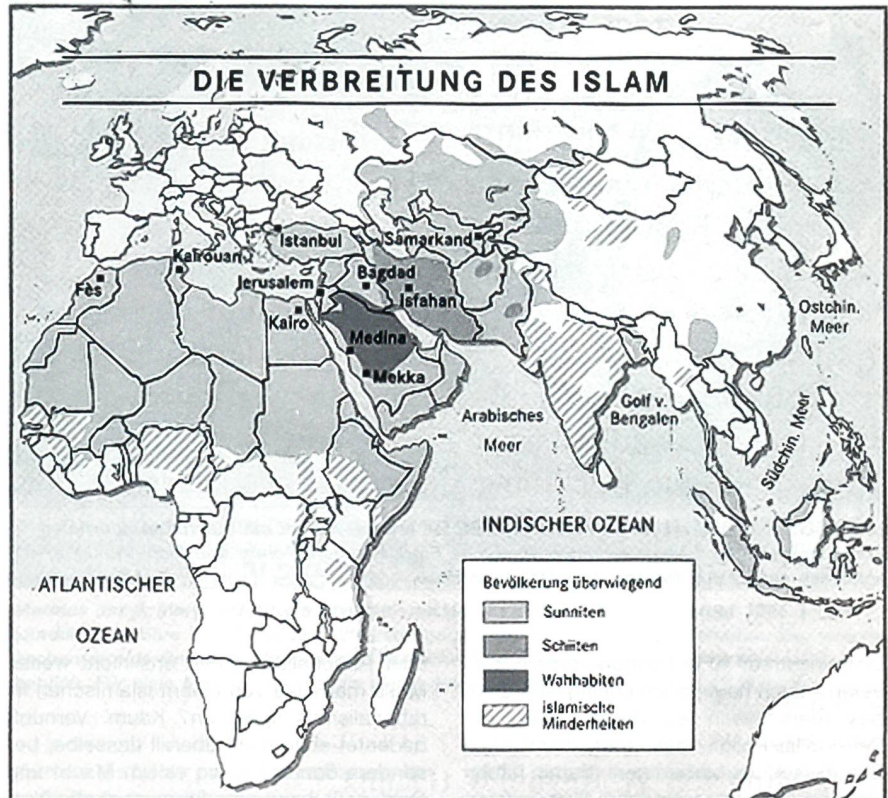 DIE VERBREITUNG DES ISLAM
Istanbul
Samarkand
Kairouan
Fès
Jerusalem
Bagdad
Isfahan
Kairo
Medina
Mekka
Ostchin.
Meer
Arabisches
Meer
Golf v.
Bengalen
Südchin. Meer
INDISCHER OZEAN
ATLANTISCHER
OZEAN
Bevölkerung überwiegend
Sunniten
Schiiten
Wahhabiten
islamische
Minderheiten